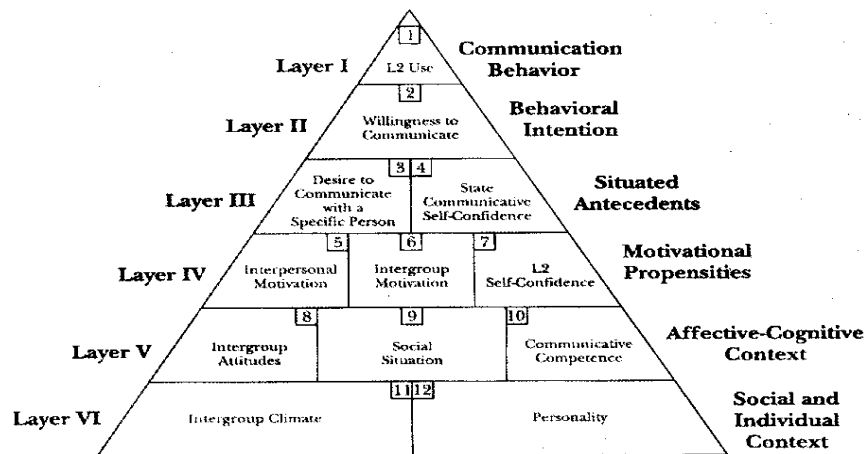 1
Layer I
L2 Use
Communication
Behavior
2
Layer II
Willingness to
Communicate
Behavioral
Intention
3
4
Layer III
Desire to
Communicate
with a
Specific Person
State
Communicative
Self-Confidence
Situated
Antecedents
5
6
7
Layer IV
Interpersonal
Motivation
Intergroup
Motivation
L2
Self-Confidence
Motivational
Propensities
8
9
10
Layer V
Intergroup
Attitudes
Social
Situation
Communicative
Competence
Affective-Cognitive
Context
11
12
Layer VI
Intergroup Climate
Personality
Social and
Individual
Context